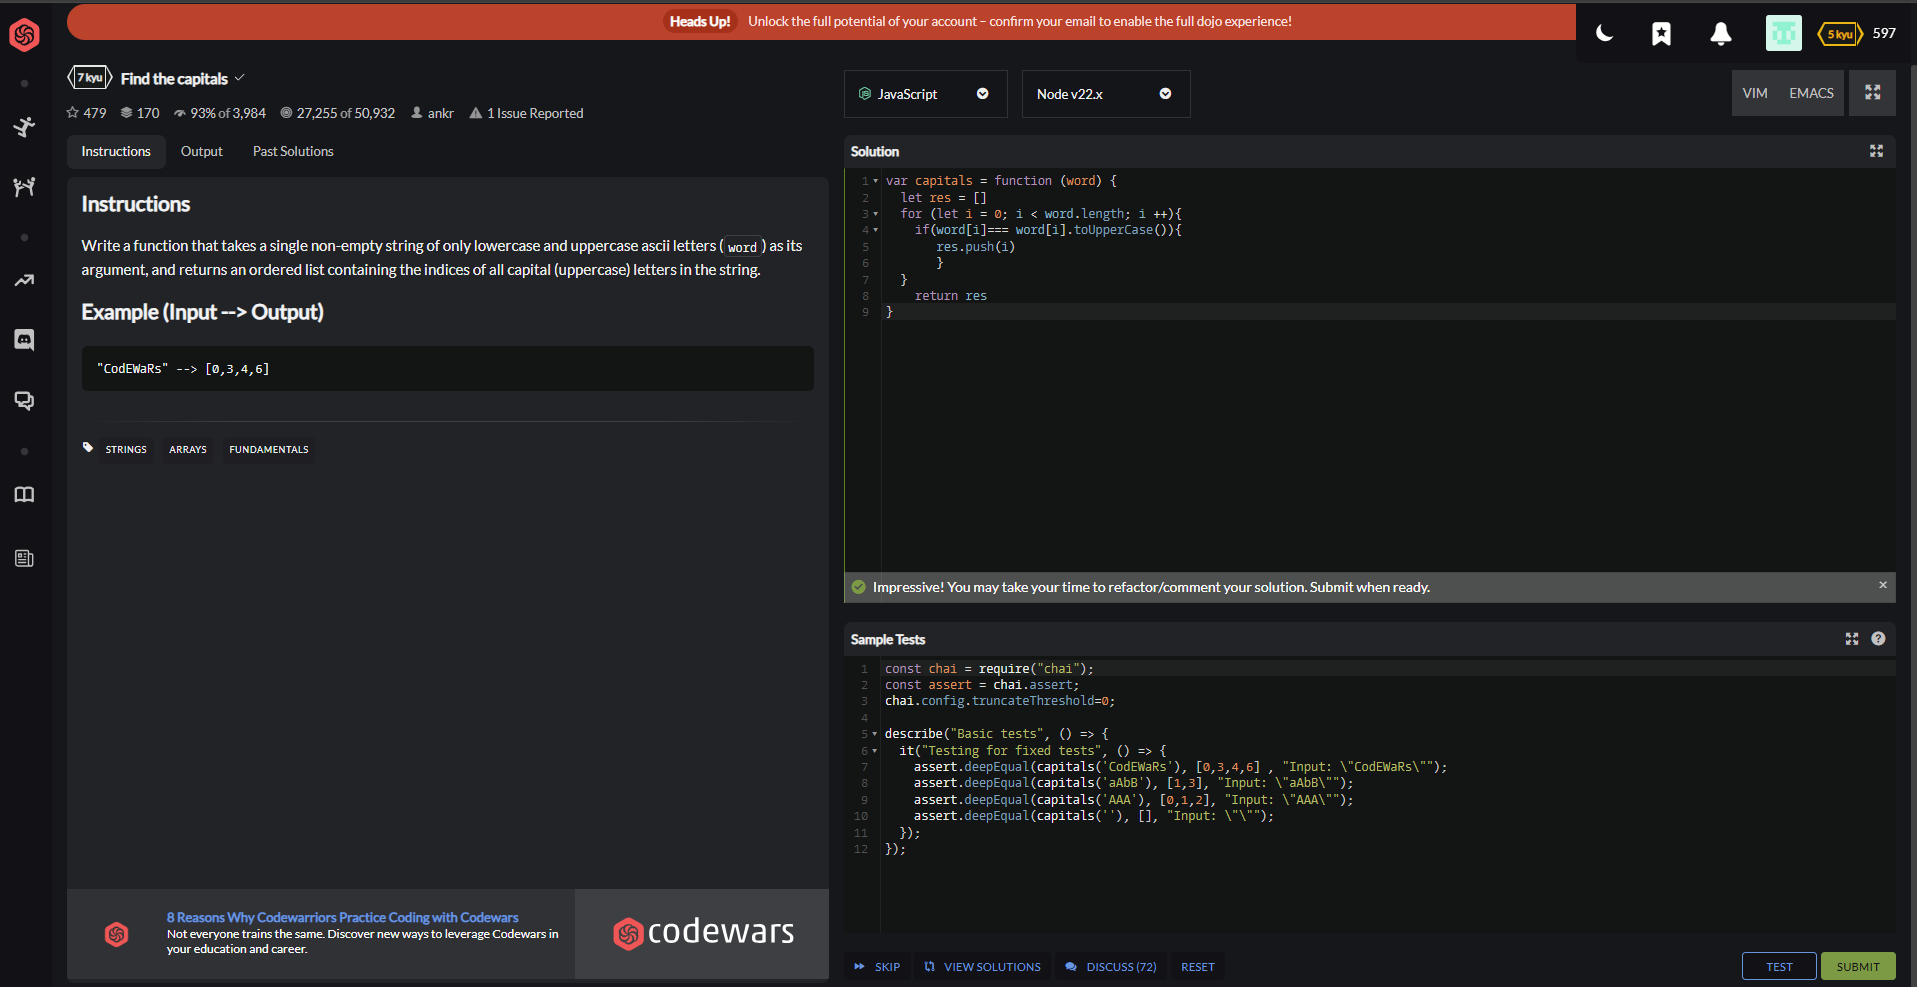 Heads Up! Unlock the full potential of your account – confirm your email to enable the full dojo experience!
5 kyu 597
7 kyu Find the capitals
479 170 93% of 3,984 27,255 of 50,932 ankr 1 Issue Reported
Instructions Output Past Solutions
Instructions
Write a function that takes a single non-empty string of only lowercase and uppercase ascii letters ( word ) as its
argument, and returns an ordered list containing the indices of all capital (uppercase) letters in the string.
Example (Input --> Output)
"CodEWaRs" --> [0,3,4,6]
STRINGS ARRAYS FUNDAMENTALS
8 Reasons Why Codewarriors Practice Coding with Codewars
Not everyone trains the same. Discover new ways to leverage Codewars in
your education and career.
codewars
JavaScript Node v22.x VIM EMACS
Solution
1 var capitals = function (word) {
2 let res = []
3 for (let i = 0; i < word.length; i ++){
4 if(word[i]=== word[i].toUpperCase()){
5 res.push(i)
6 }
7 }
8 return res
9 }
Impressive! You may take your time to refactor/comment your solution. Submit when ready.
Sample Tests
1 const chai = require("chai");
2 const assert = chai.assert;
3 chai.config.truncateThreshold=0;
4
5 describe("Basic tests", () => {
6 it("Testing for fixed tests", () => {
7 assert.deepEqual(capitals('CodEWaRs'), [0,3,4,6] , "Input: \"CodEWaRs\"");
8 assert.deepEqual(capitals('aAbB'), [1,3], "Input: \"aAbB\"");
9 assert.deepEqual(capitals('AAA'), [0,1,2], "Input: \"AAA\"");
10 assert.deepEqual(capitals(''), [], "Input: \"\"");
11 });
12 });
SKIP VIEW SOLUTIONS DISCUSS (72) RESET TEST SUBMIT